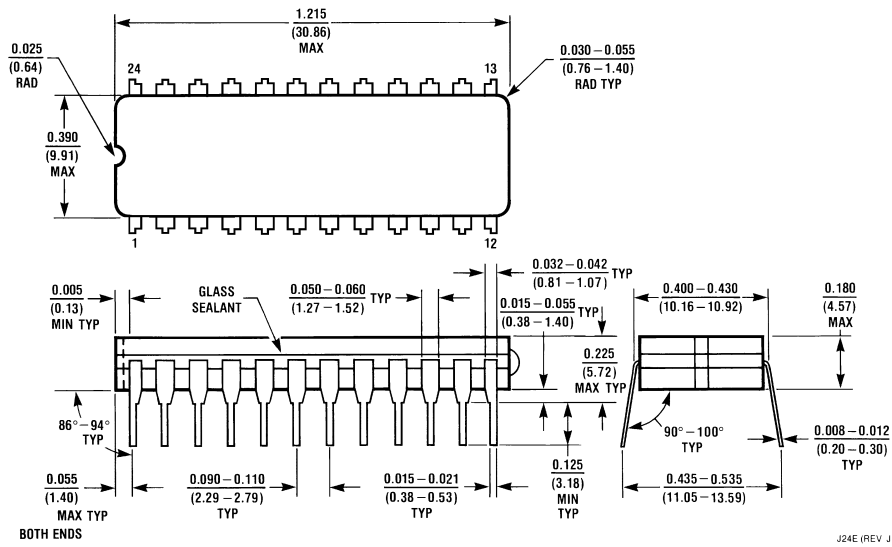 1.215
(30.86)
MAX
0.025
(0.64)
RAD
24
13
0.030 – 0.055
(0.76 – 1.40)
RAD TYP
0.390
(9.91)
MAX
1
12
0.005
(0.13)
MIN TYP
GLASS
SEALANT
0.050 – 0.060
(1.27 – 1.52)
TYP
0.032 – 0.042
(0.81 – 1.07)
TYP
0.015 – 0.055
(0.38 – 1.40)
TYP
0.400 – 0.430
(10.16 – 10.92)
0.180
(4.57)
MAX
0.225
(5.72)
MAX TYP
86° – 94°
TYP
90° – 100°
TYP
0.008 – 0.012
(0.20 – 0.30)
TYP
0.055
(1.40)
MAX TYP
BOTH ENDS
0.090 – 0.110
(2.29 – 2.79)
TYP
0.015 – 0.021
(0.38 – 0.53)
TYP
0.125
(3.18)
MIN
TYP
0.435 – 0.535
(11.05 – 13.59)
J24E (REV J